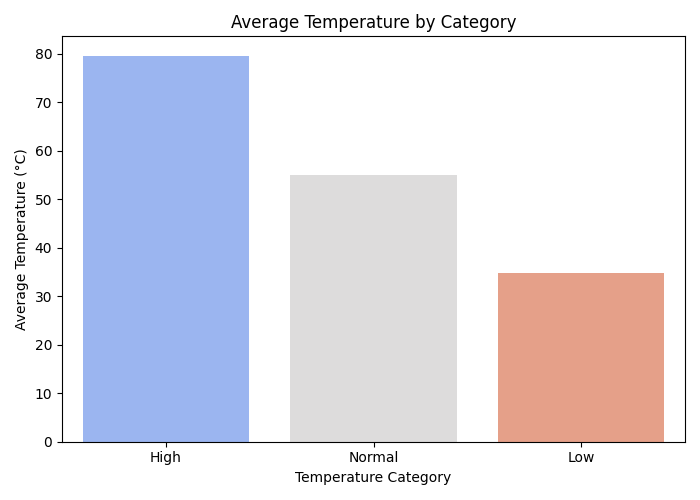 Average Temperature by Category
Average Temperature (°C)
80
70
60
50
40
30
20
10
0
High
Normal
Low
Temperature Category